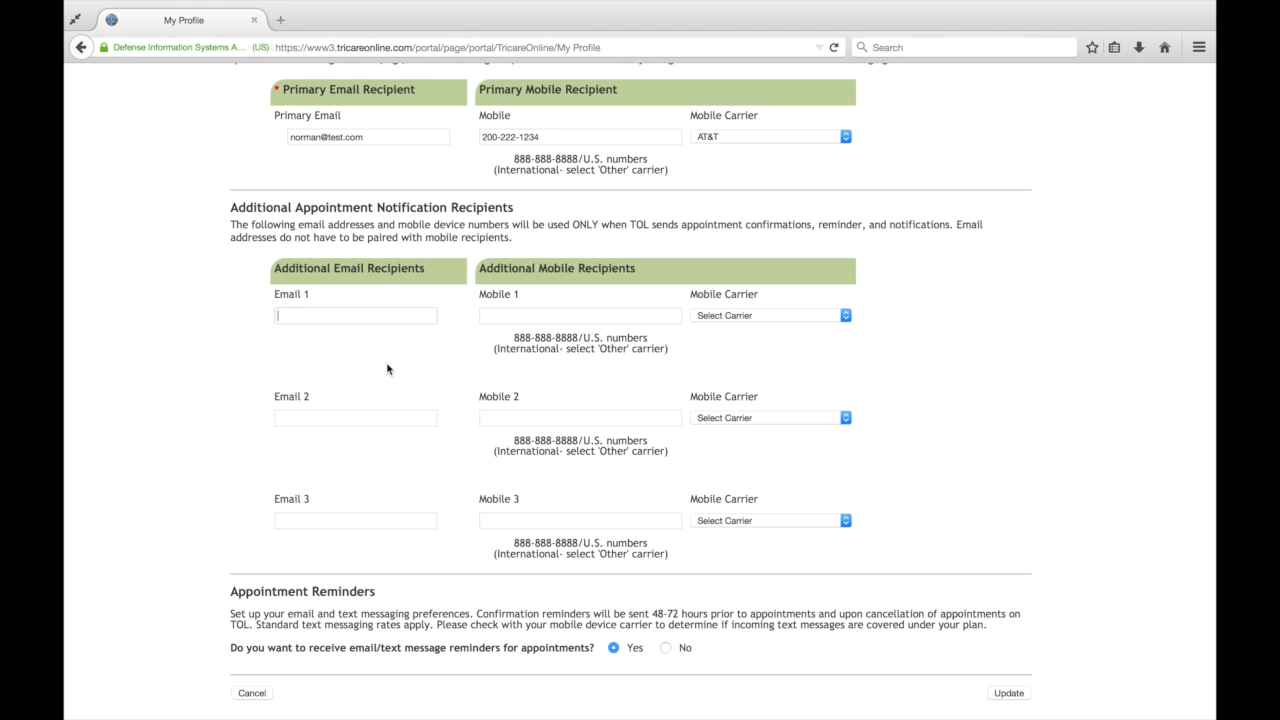 My Profile
Defense Information Systems A... (US) https://www3.tricareonline.com/portal/page/portal/TricareOnline/My Profile
Search
* Primary Email Recipient
Primary Mobile Recipient
Primary Email
Mobile
Mobile Carrier
norman@test.com
200-222-1234
AT&T
888-888-8888/U.S. numbers
(International- select 'Other' carrier)
Additional Appointment Notification Recipients
The following email addresses and mobile device numbers will be used ONLY when TOL sends appointment confirmations, reminder, and notifications. Email
addresses do not have to be paired with mobile recipients.
Additional Email Recipients
Additional Mobile Recipients
Email 1
Mobile 1
Mobile Carrier
Select Carrier
888-888-8888/U.S. numbers
(International- select 'Other' carrier)
Email 2
Mobile 2
Mobile Carrier
Select Carrier
888-888-8888/U.S. numbers
(International- select 'Other' carrier)
Email 3
Mobile 3
Mobile Carrier
Select Carrier
888-888-8888/U.S. numbers
(International- select 'Other' carrier)
Appointment Reminders
Set up your email and text messaging preferences. Confirmation reminders will be sent 48-72 hours prior to appointments and upon cancellation of appointments on
TOL. Standard text messaging rates apply. Please check with your mobile device carrier to determine if incoming text messages are covered under your plan.
Do you want to receive email/text message reminders for appointments? Yes No
Cancel
Update